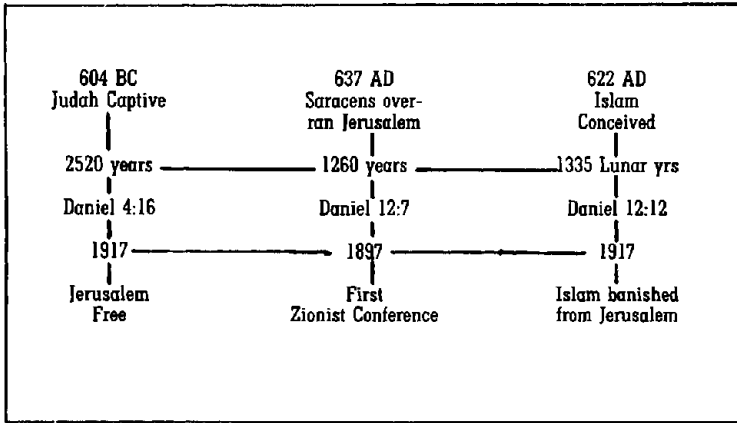 604 BC
Judah Captive
637 AD
Saracens over-
ran Jerusalem
622 AD
Islam
Conceived
2520 years
1260 years
1335 Lunar yrs
Daniel 4:16
Daniel 12:7
Daniel 12:12
1917
1897
1917
Jerusalem
Free
First
Zionist Conference
Islam banished
from Jerusalem